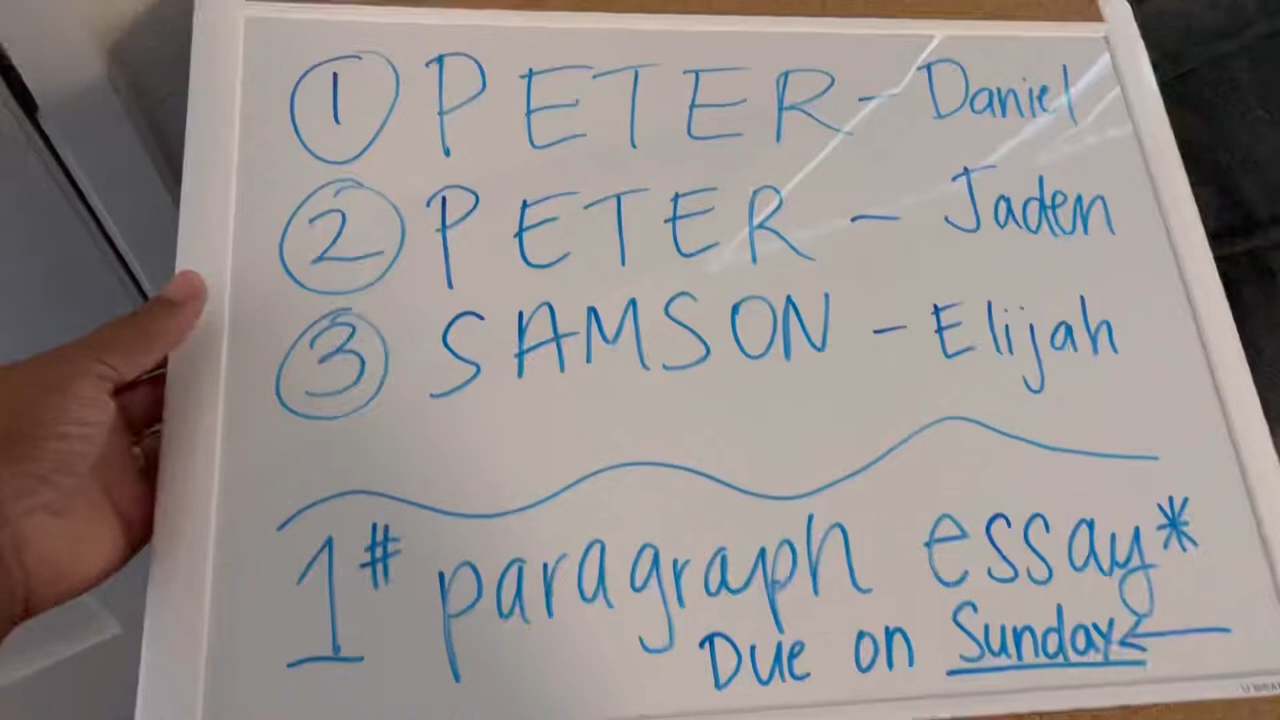 ① PETER - Daniel
② PETER - Jaden
③ SAMSON - Elijah
1# paragraph essay*
Due on Sunday←